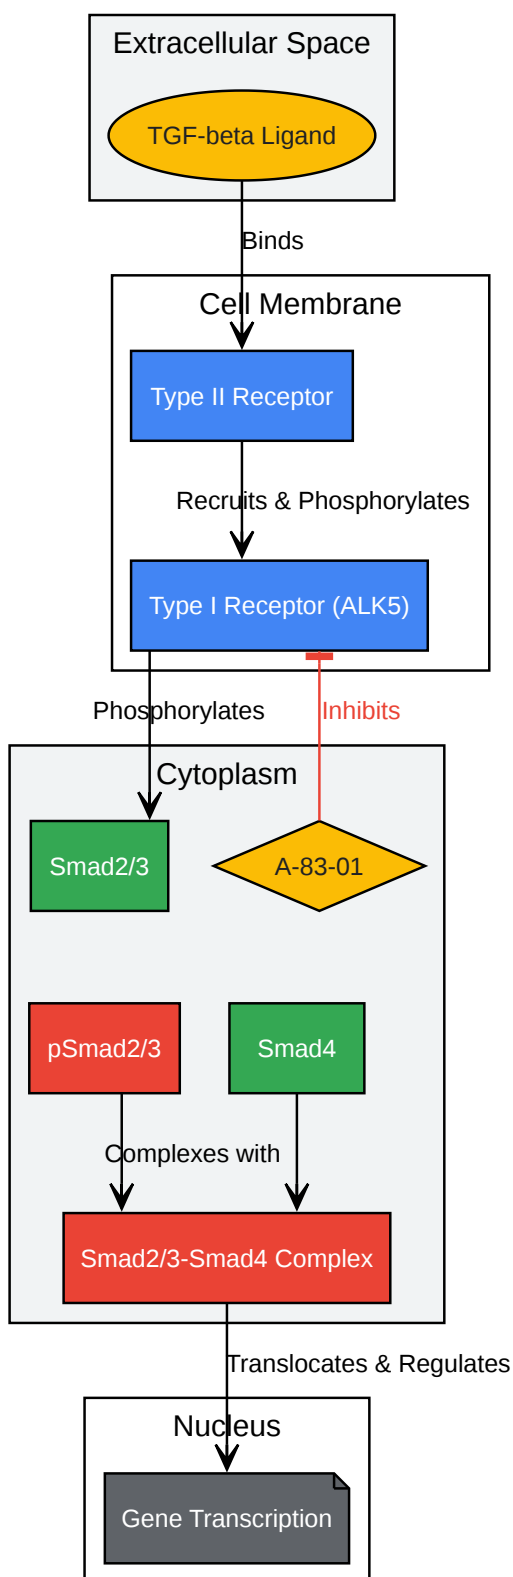 Extracellular Space
TGF-beta Ligand
Binds
Cell Membrane
Type II Receptor
Recruits & Phosphorylates
Type I Receptor (ALK5)
Phosphorylates
Inhibits
Cytoplasm
Smad2/3
A-83-01
pSmad2/3
Smad4
Complexes with
Smad2/3-Smad4 Complex
Translocates & Regulates
Nucleus
Gene Transcription